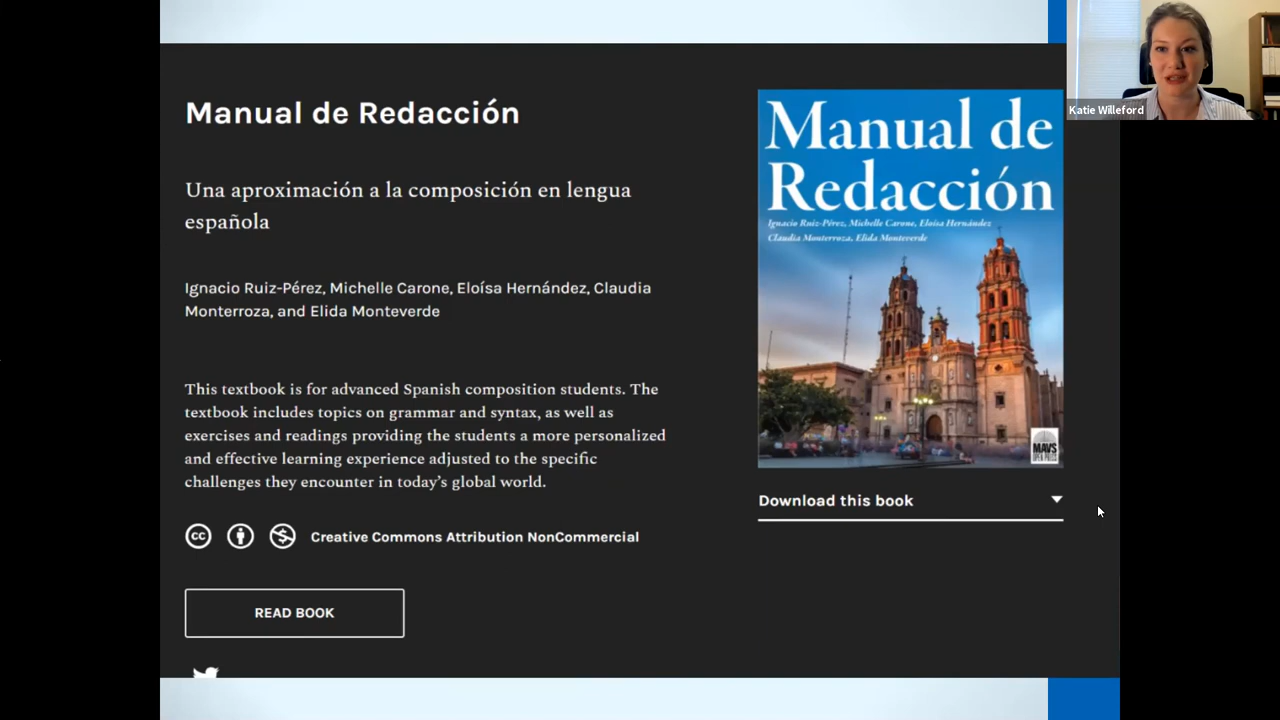 Manual de Redacción
Una aproximación a la composición en lengua
española
Ignacio Ruiz-Pérez, Michelle Carone, Eloísa Hernández, Claudia
Monterroza, and Elida Monteverde
This textbook is for advanced Spanish composition students. The
textbook includes topics on grammar and syntax, as well as
exercises and readings providing the students a more personalized
and effective learning experience adjusted to the specific
challenges they encounter in today's global world.
cc
Creative Commons Attribution NonCommercial
READ BOOK
Manual de
Redacción
Ignacio Ruiz-Pérez, Michelle Carone, Eloísa Hernández
Claudia Monterroza, Elida Monteverde
MAVS
OPEN PRESS
Download this book
Katie Willeford